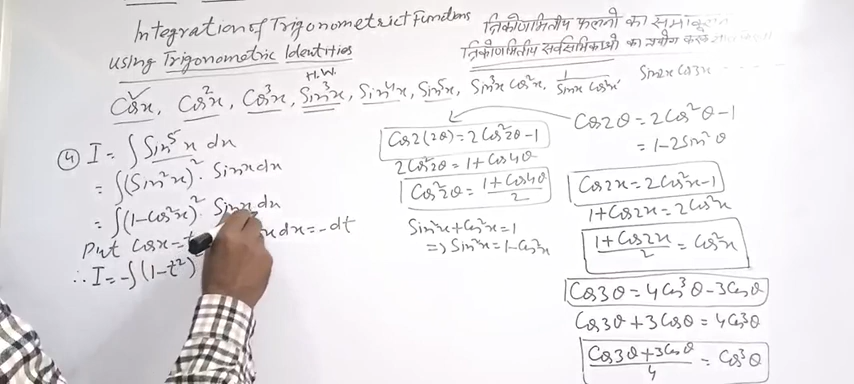 Integration of Trigonometrict Functions
using Trigonometric Identities
त्रिकोणमितीय फलनों का समाकलन
त्रिकोणमितीय सर्वसमिकाओं का प्रयोग करके
H.W.
Cosx, Cos²x, Cos³x, Sin³x, Sin⁴x, Sin⁵x, Sin³x Cos²x, 1/(Sinx Cos²x), Sin2x Cos3x - - - -
④ I = ∫ Sin⁵x dx
= ∫(Sin²x)². Sinx dx
= ∫(1-Cos²x)². Sinx dx
Put Cosx = t x dx = -dt
∴ I = -∫(1-t²)
Cos2(2θ) = 2Cos²2θ-1
2Cos²2θ = 1+Cos4θ
Cos²2θ = (1+Cos4θ)/2
Sin²x+Cos²x=1
⇒ Sin²x=1-Cos²x
Cos2θ = 2Cos²θ-1
= 1-2Sin²θ
Cos2x = 2Cos²x-1
1+Cos2x = 2Cos²x
(1+Cos2x)/2 = Cos²x
Cos3θ = 4Cos³θ-3Cosθ
Cos3θ+3Cosθ = 4Cos³θ
(Cos3θ+3Cosθ)/4 = Cos³θ